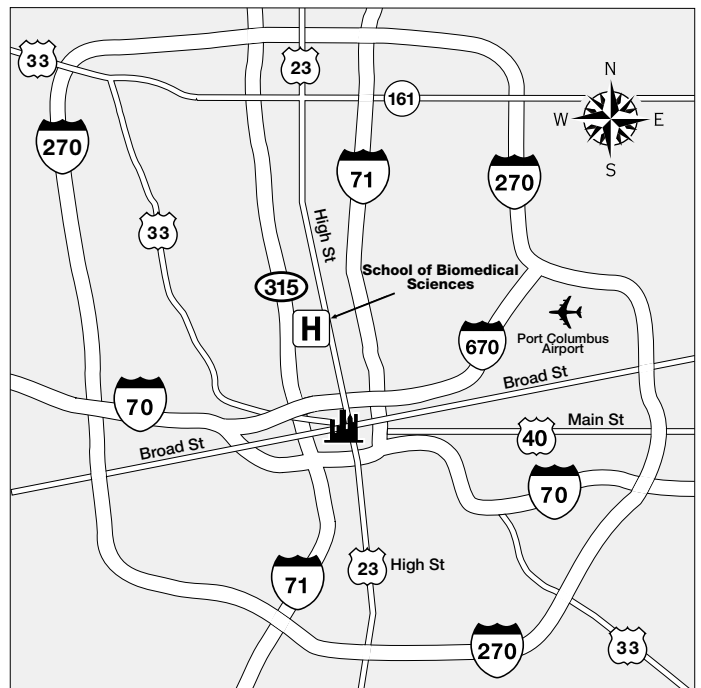 33
23
N
161
W
E
S
270
71
270
33
High St
School of Biomedical
Sciences
315
H
670
Port Columbus
Airport
Broad St
70
Main St
40
Broad St
70
23
High St
71
270
33